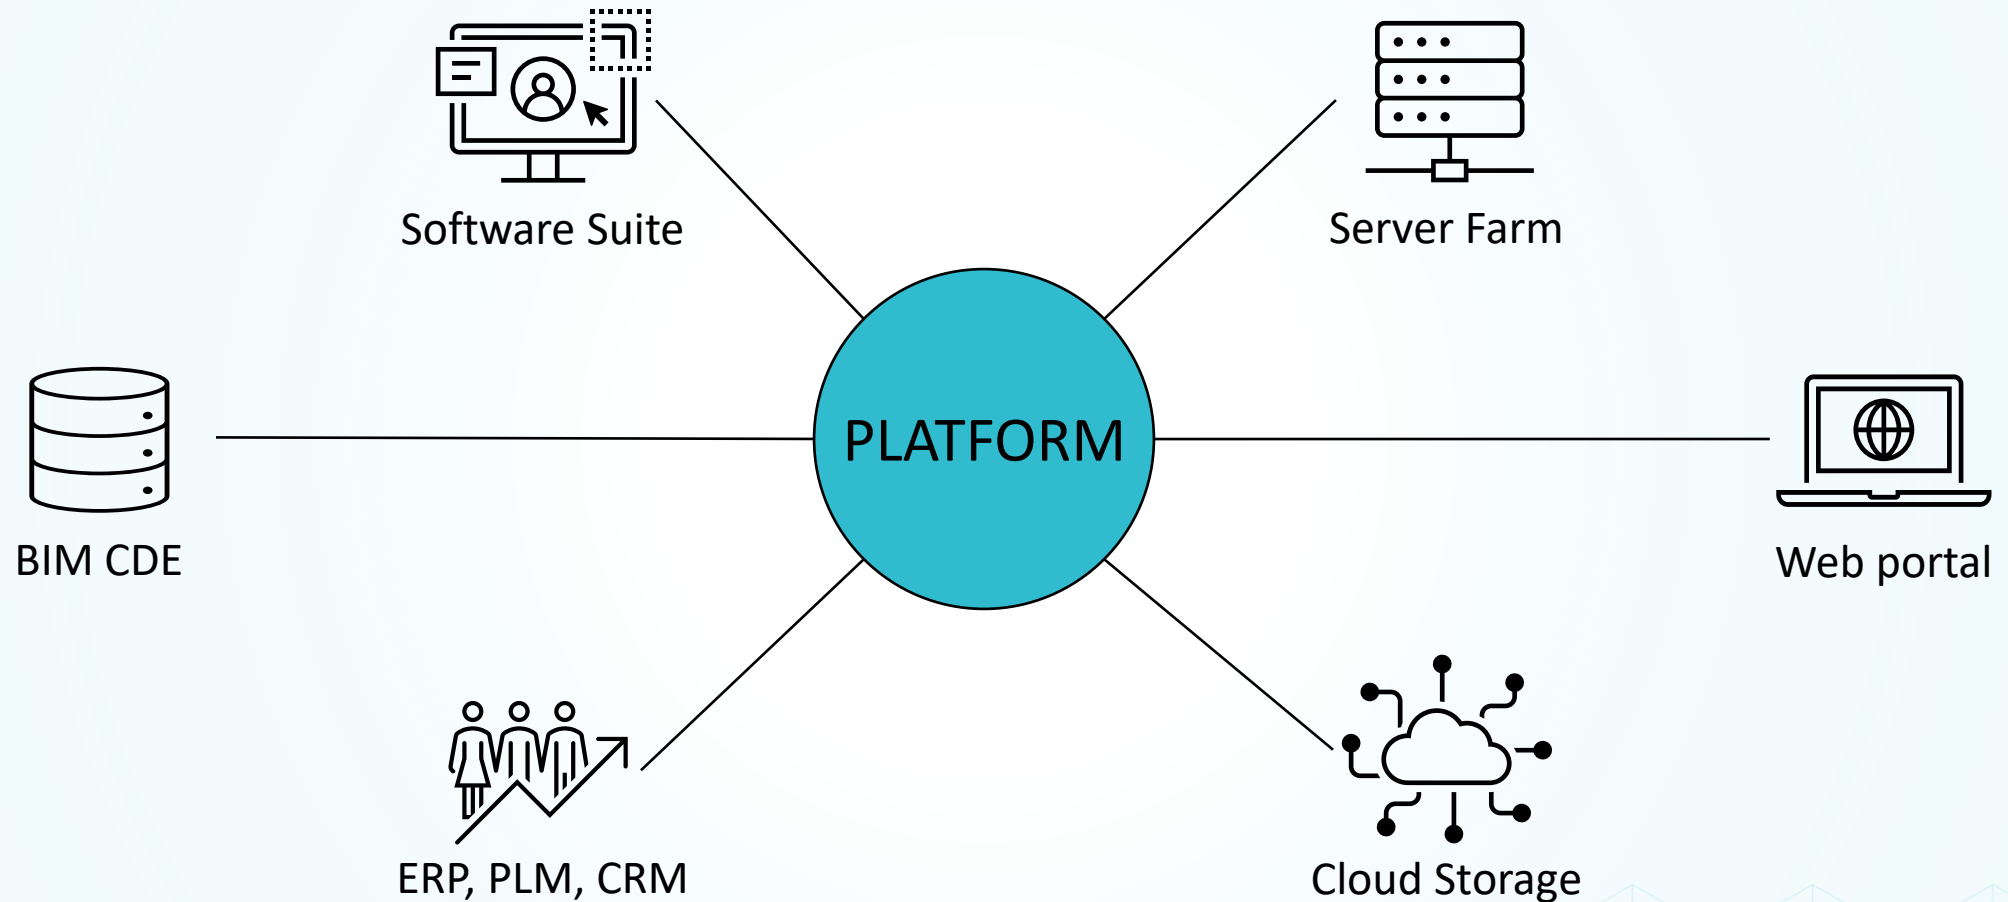 Software Suite
Server Farm
PLATFORM
BIM CDE
Web portal
ERP, PLM, CRM
Cloud Storage